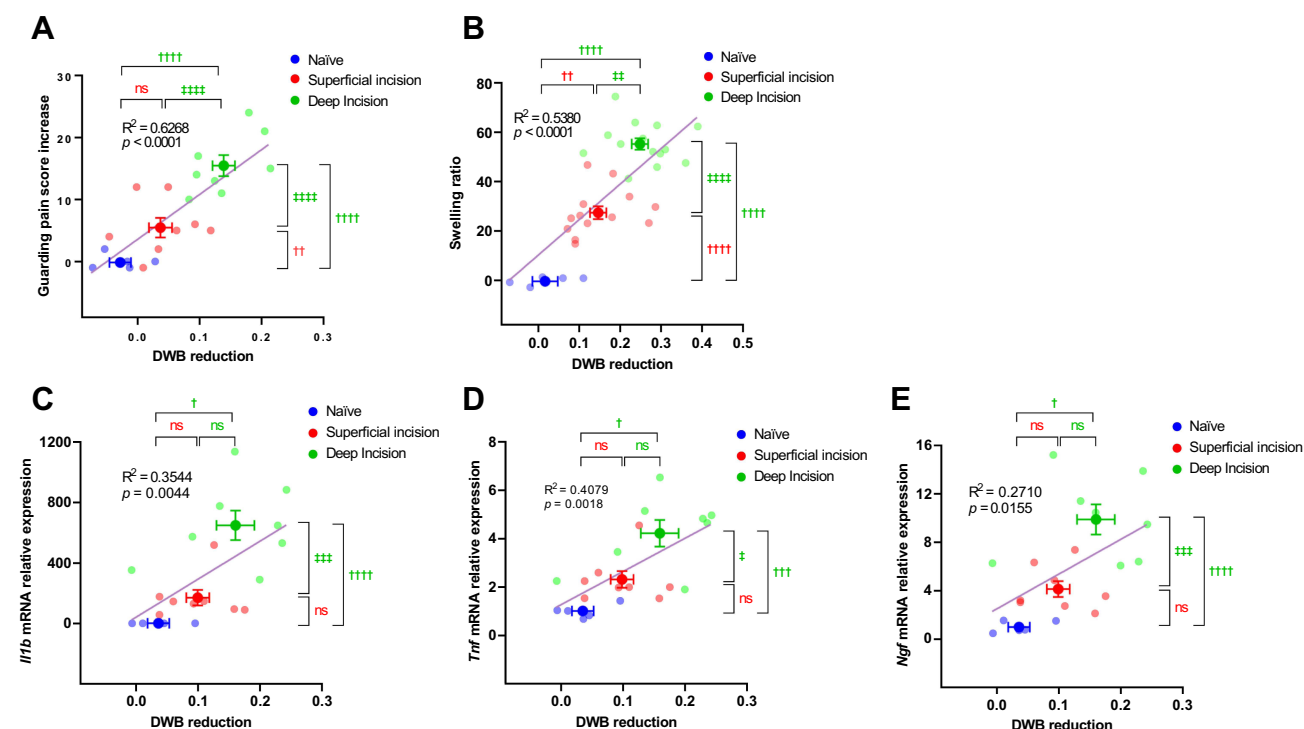 A
††††
ns
‡‡‡‡
Naïve
Superficial incision
Deep Incision
R² = 0.6268
p < 0.0001
Guarding pain score increase
30
20
10
0
‡‡‡‡
††
††††
0.0
0.1
0.2
0.3
DWB reduction
B
††††
††
‡‡
Naïve
Superficial incision
Deep Incision
R² = 0.5380
p < 0.0001
Swelling ratio
80
60
40
20
0
‡‡‡‡
††††
††††
0.0
0.1
0.2
0.3
0.4
0.5
DWB reduction
C
†
ns
ns
Naïve
Superficial incision
Deep Incision
R² = 0.3544
p = 0.0044
Il1b mRNA relative expression
1200
800
400
0
‡‡‡
ns
††††
0.0
0.1
0.2
0.3
DWB reduction
D
†
ns
ns
Naïve
Superficial incision
Deep Incision
R² = 0.4079
p = 0.0018
Tnf mRNA relative expression
8
6
4
2
0
‡
ns
†††
0.0
0.1
0.2
0.3
DWB reduction
E
†
ns
ns
Naïve
Superficial incision
Deep Incision
R² = 0.2710
p = 0.0155
Ngf mRNA relative expression
16
12
8
4
0
‡‡‡
ns
††††
0.0
0.1
0.2
0.3
DWB reduction